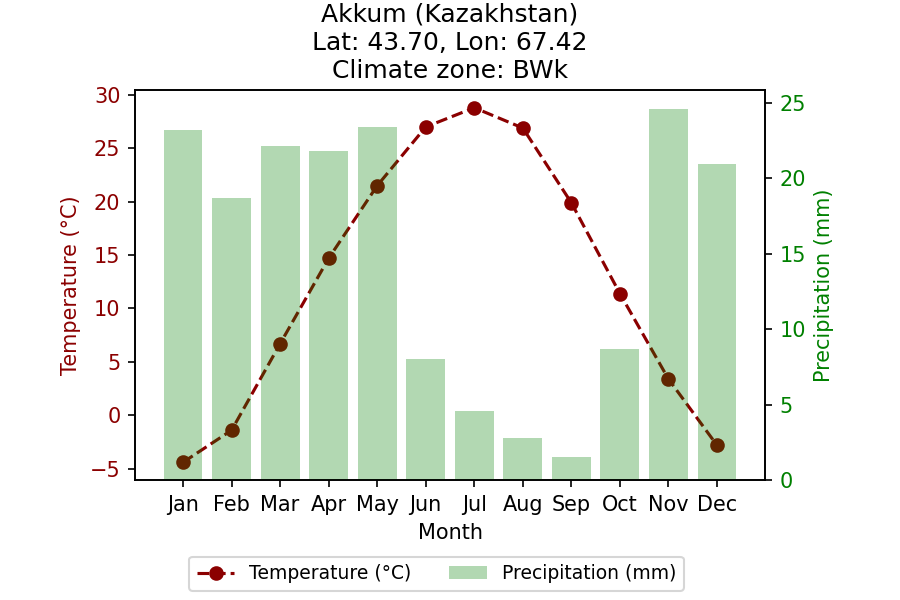 Akkum (Kazakhstan)
Lat: 43.70, Lon: 67.42
Climate zone: BWk
30
25
20
15
10
5
0
−5
Temperature (°C)
25
20
15
10
5
0
Precipitation (mm)
Jan Feb Mar Apr May Jun Jul Aug Sep Oct Nov Dec
Month
Temperature (°C) Precipitation (mm)